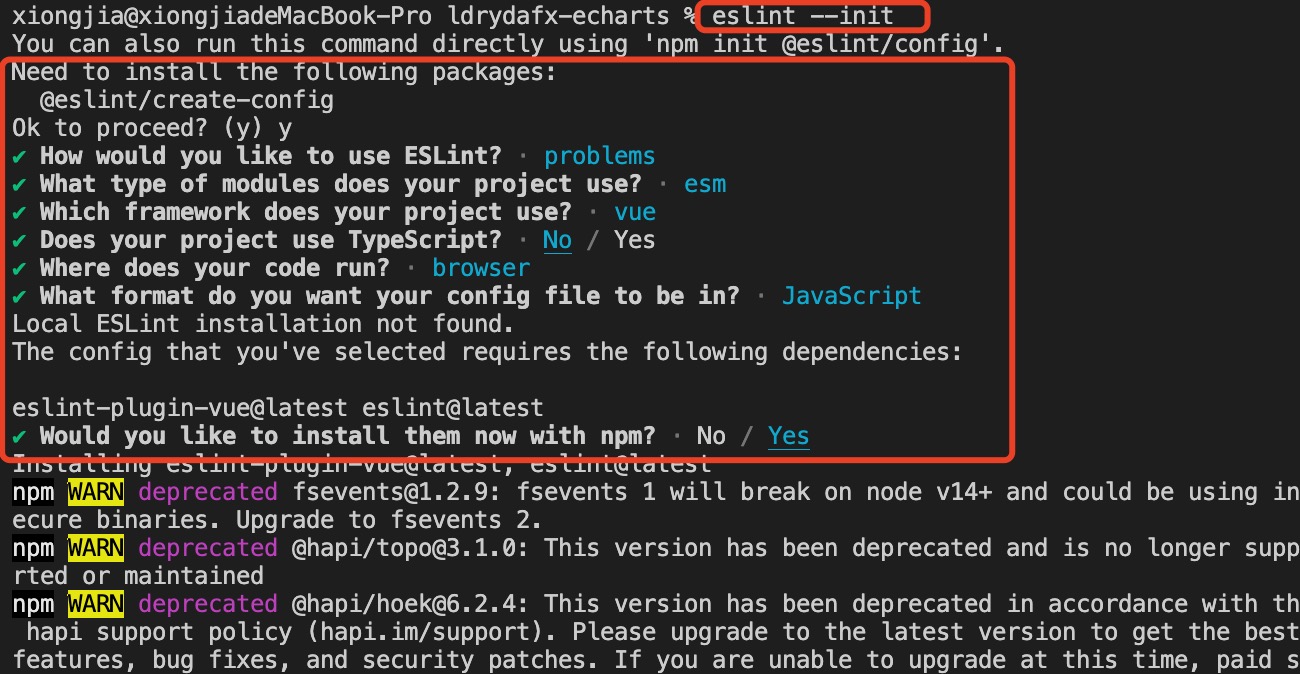 xiongjia@xiongjiadeMacBook-Pro ldrydafx-echarts % eslint --init
You can also run this command directly using 'npm init @eslint/config'.
Need to install the following packages:
  @eslint/create-config
Ok to proceed? (y) y
✔ How would you like to use ESLint? · problems
✔ What type of modules does your project use? · esm
✔ Which framework does your project use? · vue
✔ Does your project use TypeScript? · No / Yes
✔ Where does your code run? · browser
✔ What format do you want your config file to be in? · JavaScript
Local ESLint installation not found.
The config that you've selected requires the following dependencies:
eslint-plugin-vue@latest eslint@latest
✔ Would you like to install them now with npm? · No / Yes
Installing eslint-plugin-vue@latest, eslint@latest
npm WARN deprecated fsevents@1.2.9: fsevents 1 will break on node v14+ and could be using in
ecure binaries. Upgrade to fsevents 2.
npm WARN deprecated @hapi/topo@3.1.0: This version has been deprecated and is no longer supp
rted or maintained
npm WARN deprecated @hapi/hoek@6.2.4: This version has been deprecated in accordance with th
 hapi support policy (hapi.im/support). Please upgrade to the latest version to get the best
features, bug fixes, and security patches. If you are unable to upgrade at this time, paid s